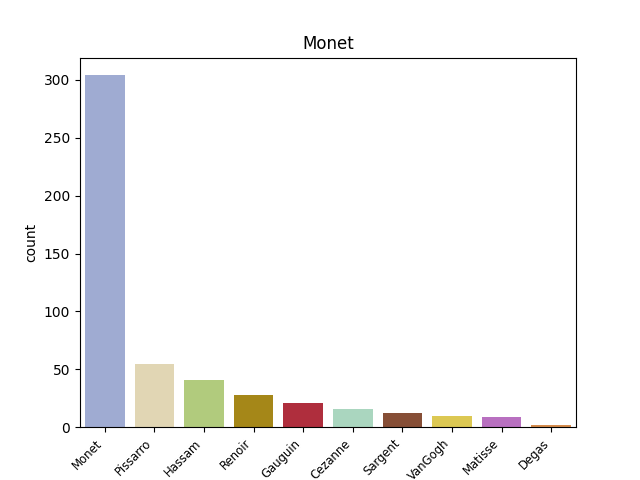 Monet
count
300
250
200
150
100
50
0
Monet
Pissarro
Hassam
Renoir
Gauguin
Cezanne
Sargent
VanGogh
Matisse
Degas